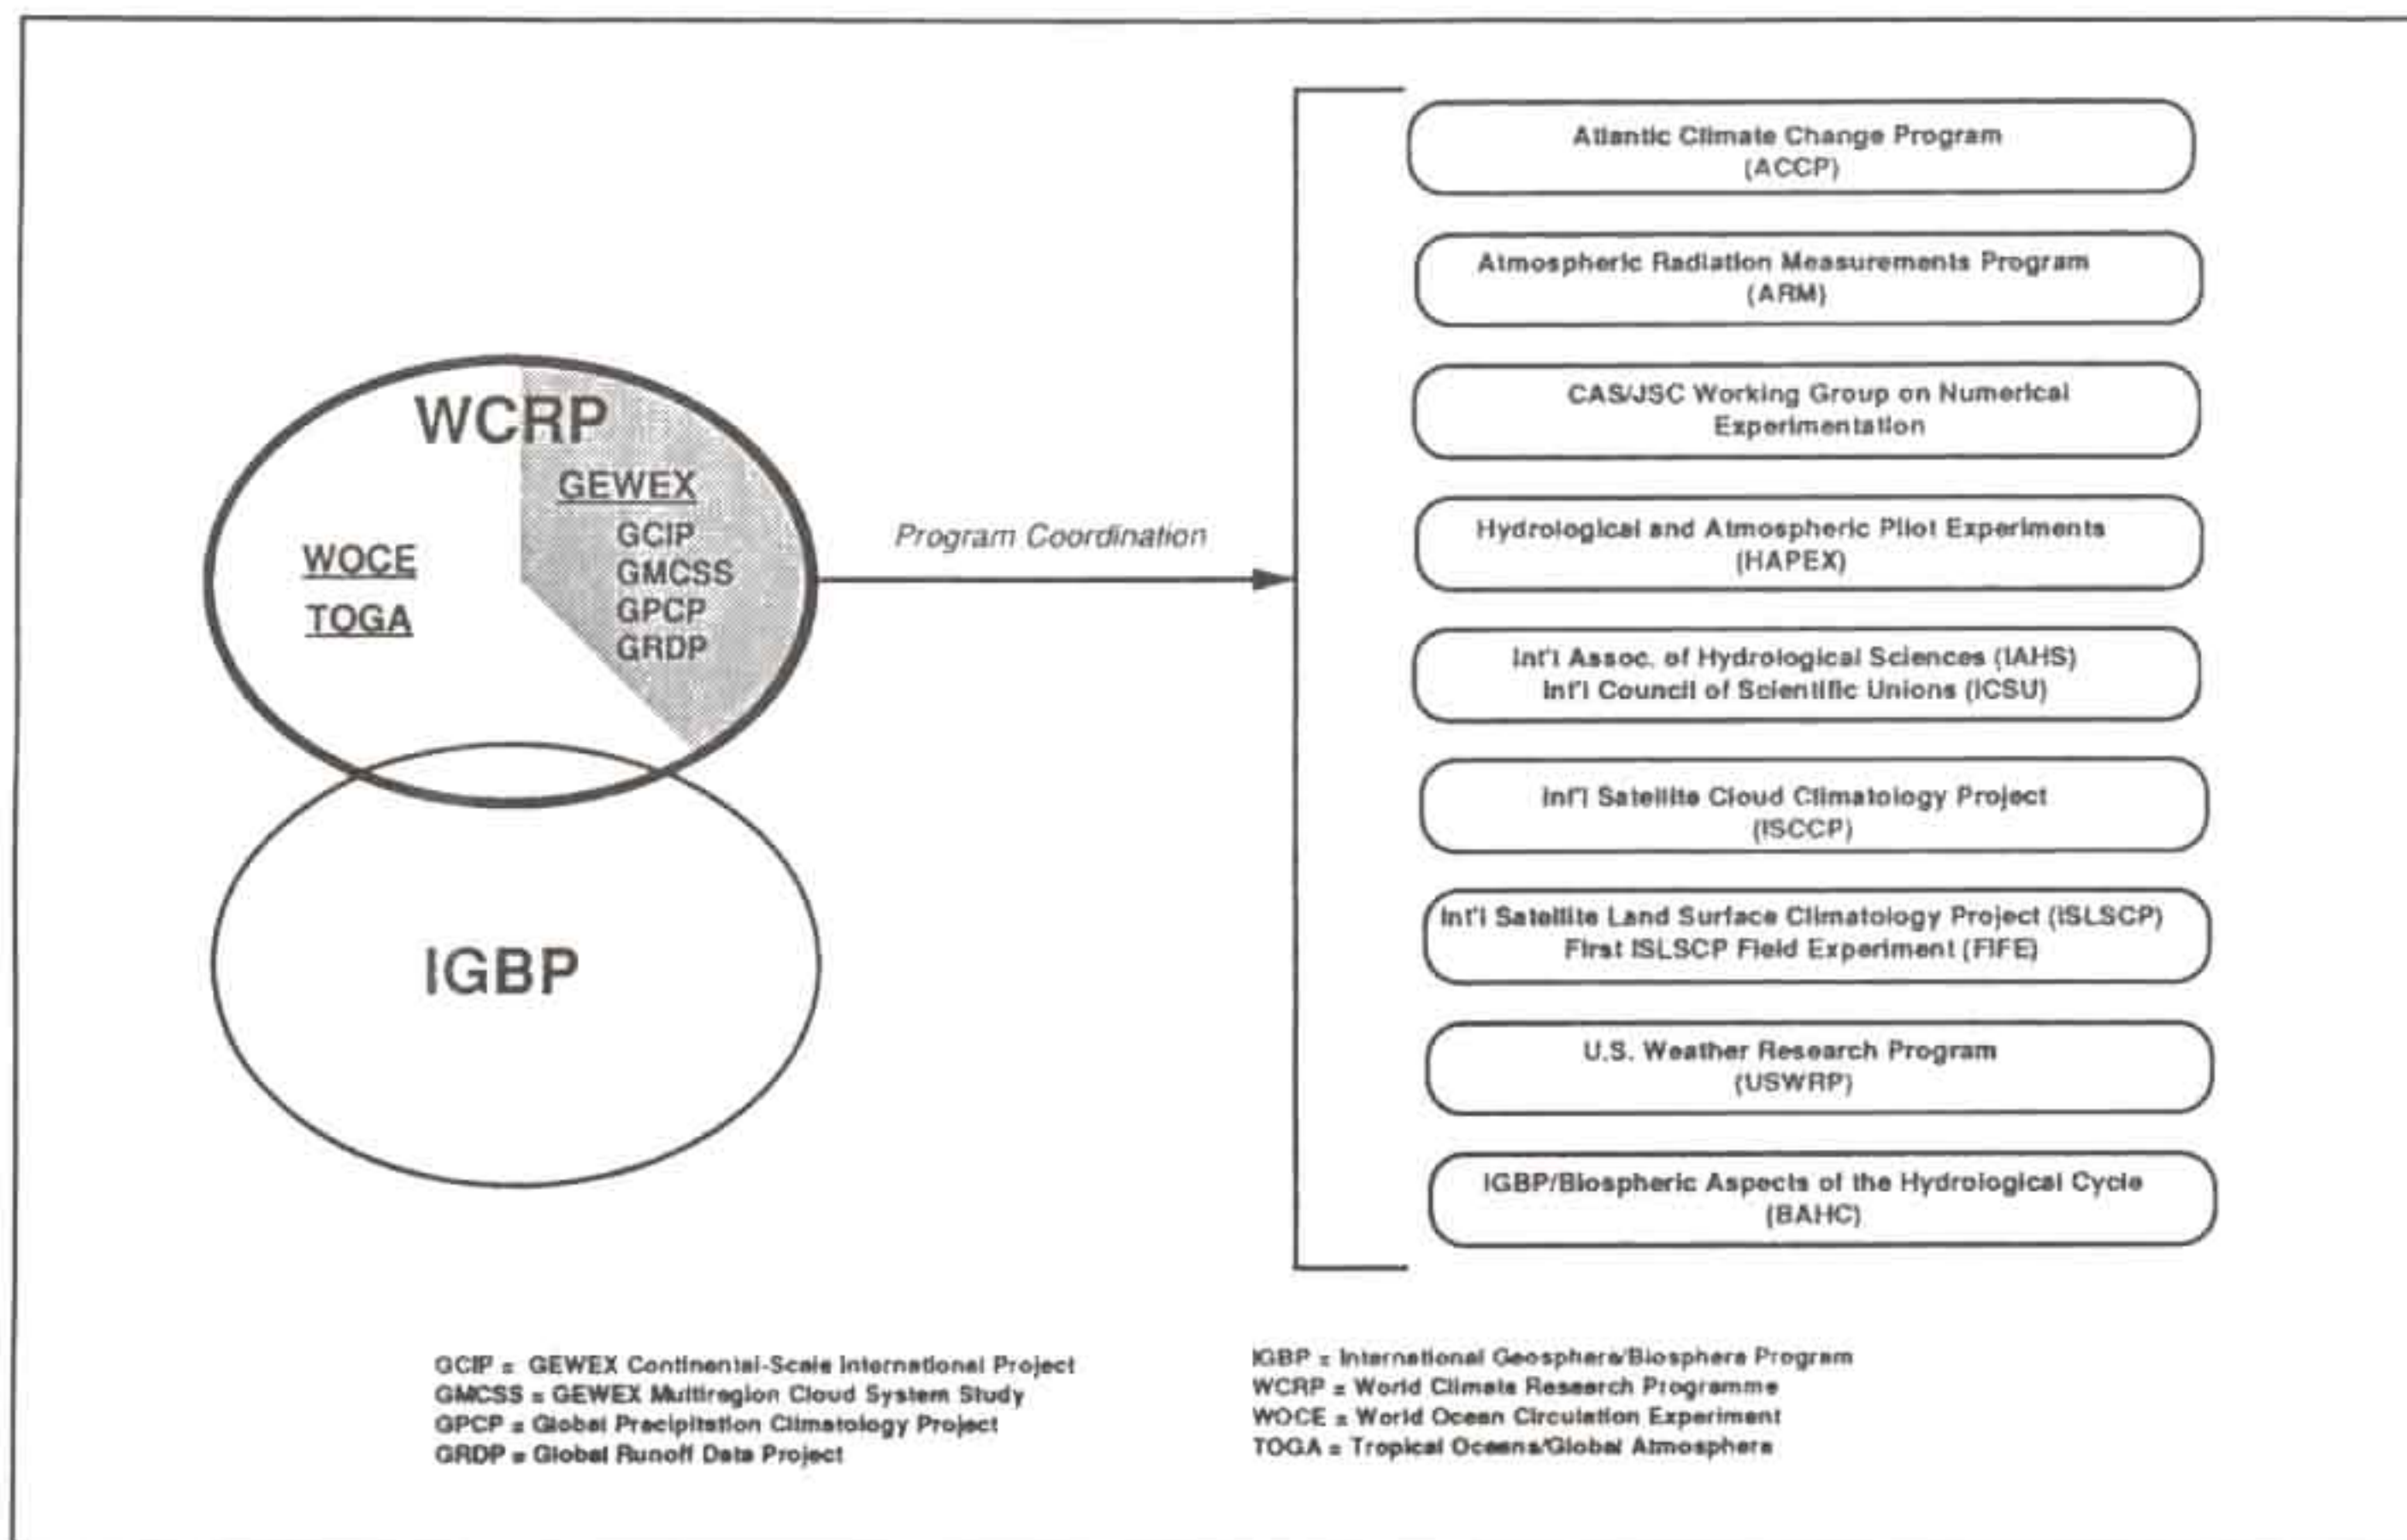 WCRP
GEWEX
GCIP
GMCSS
GPCP
GRDP
WOCE
TOGA
IGBP
Program Coordination
Atlantic Climate Change Program
(ACCP)
Atmospheric Radiation Measurements Program
(ARM)
CAS/JSC Working Group on Numerical
Experimentation
Hydrological and Atmospheric Pilot Experiments
(HAPEX)
Int'l Assoc. of Hydrological Sciences (IAHS)
Int'l Council of Scientific Unions (ICSU)
Int'l Satellite Cloud Climatology Project
(ISCCP)
Int'l Satellite Land Surface Climatology Project (ISLSCP)
First ISLSCP Field Experiment (FIFE)
U.S. Weather Research Program
(USWRP)
IGBP/Biospheric Aspects of the Hydrological Cycle
(BAHC)
GCIP = GEWEX Continental-Scale International Project
GMCSS = GEWEX Multiregion Cloud System Study
GPCP = Global Precipitation Climatology Project
GRDP = Global Runoff Data Project
IGBP = International Geosphere/Biosphere Program
WCRP = World Climate Research Programme
WOCE = World Ocean Circulation Experiment
TOGA = Tropical Oceans/Global Atmosphere